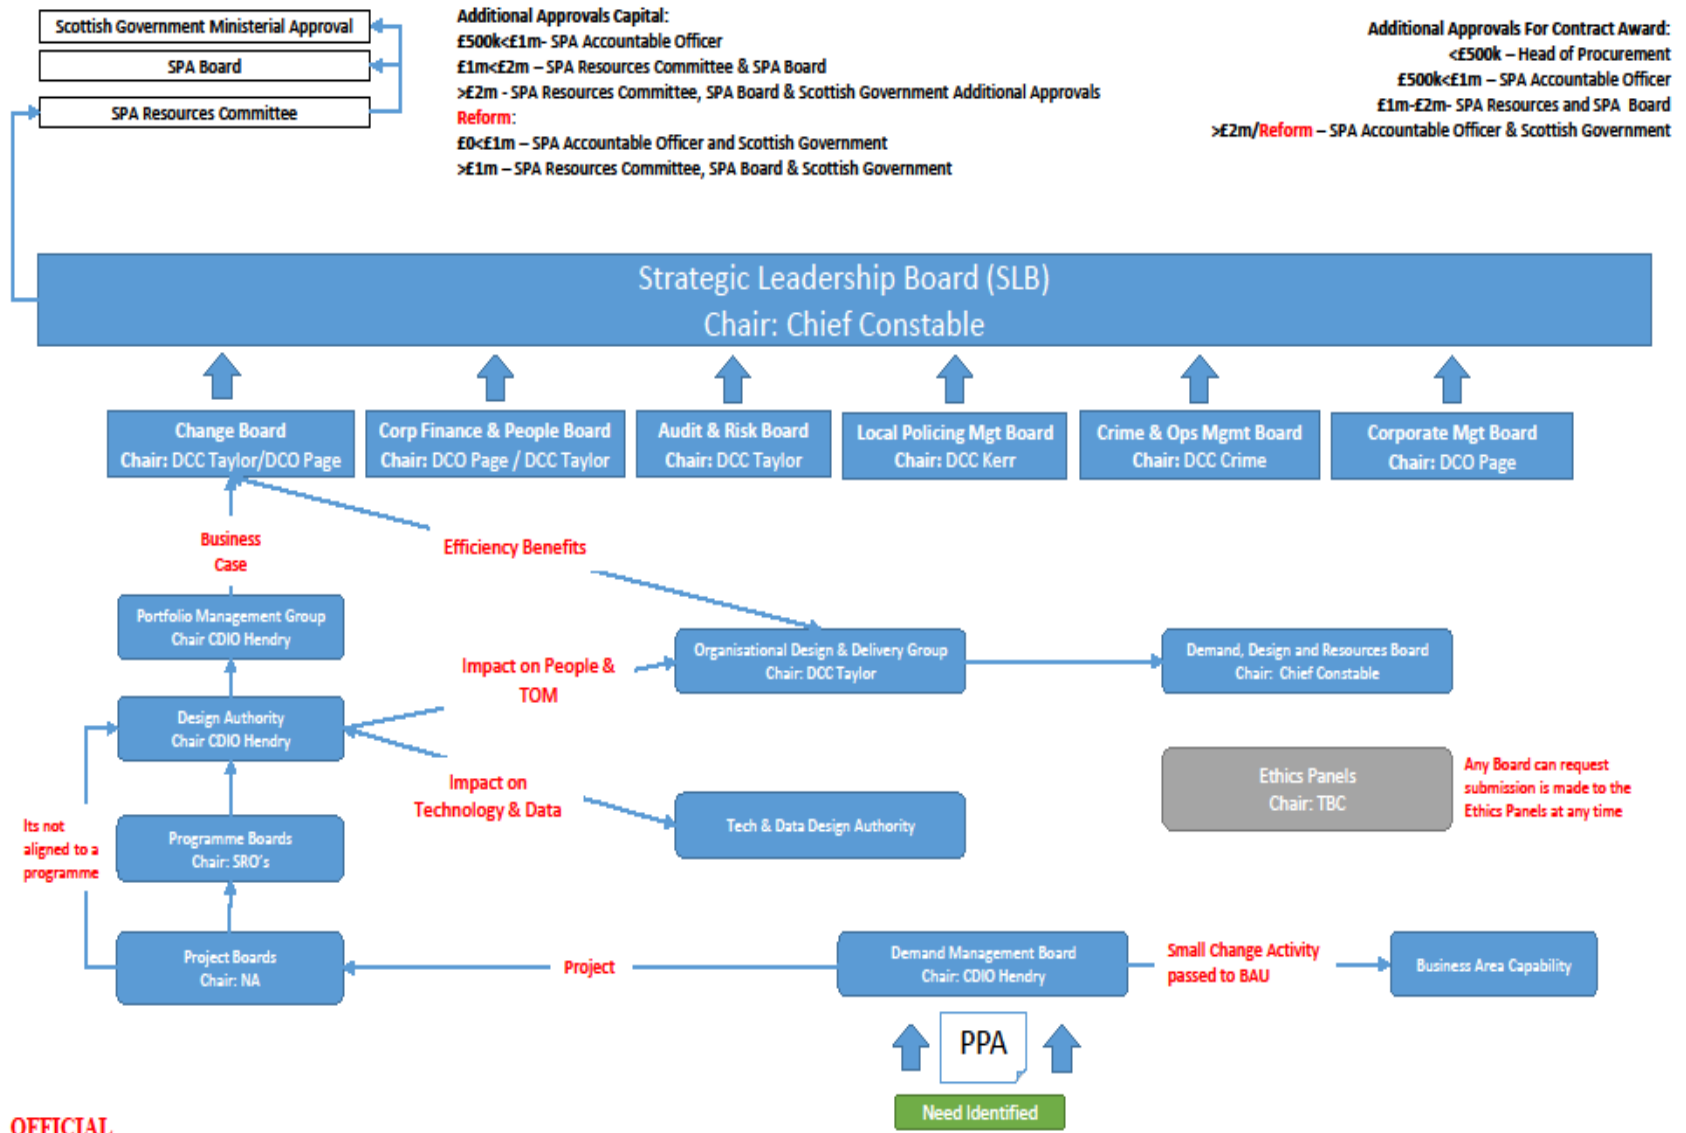 Scottish Government Ministerial Approval
SPA Board
SPA Resources Committee
Additional Approvals Capital:
£500k<£1m- SPA Accountable Officer
£1m<£2m – SPA Resources Committee & SPA Board
>£2m - SPA Resources Committee, SPA Board & Scottish Government Additional Approvals
Reform:
£0<£1m – SPA Accountable Officer and Scottish Government
>£1m – SPA Resources Committee, SPA Board & Scottish Government
Additional Approvals For Contract Award:
<£500k – Head of Procurement
£500k<£1m – SPA Accountable Officer
£1m-£2m- SPA Resources and SPA Board
>£2m/Reform – SPA Accountable Officer & Scottish Government
Strategic Leadership Board (SLB)
Chair: Chief Constable
Change Board
Chair: DCC Taylor/DCO Page
Corp Finance & People Board
Chair: DCO Page / DCC Taylor
Audit & Risk Board
Chair: DCC Taylor
Local Policing Mgt Board
Chair: DCC Kerr
Crime & Ops Mgmt Board
Chair: DCC Crime
Corporate Mgt Board
Chair: DCO Page
Business
Case
Efficiency Benefits
Portfolio Management Group
Chair CDIO Hendry
Impact on People &
TOM
Organisational Design & Delivery Group
Chair: DCC Taylor
Demand, Design and Resources Board
Chair: Chief Constable
Design Authority
Chair CDIO Hendry
Impact on
Technology & Data
Tech & Data Design Authority
Ethics Panels
Chair: TBC
Any Board can request
submission is made to the
Ethics Panels at any time
Its not
aligned to a
programme
Programme Boards
Chair: SRO's
Project Boards
Chair: NA
Project
Demand Management Board
Chair: CDIO Hendry
Small Change Activity
passed to BAU
Business Area Capability
PPA
Need Identified
OFFICIAL